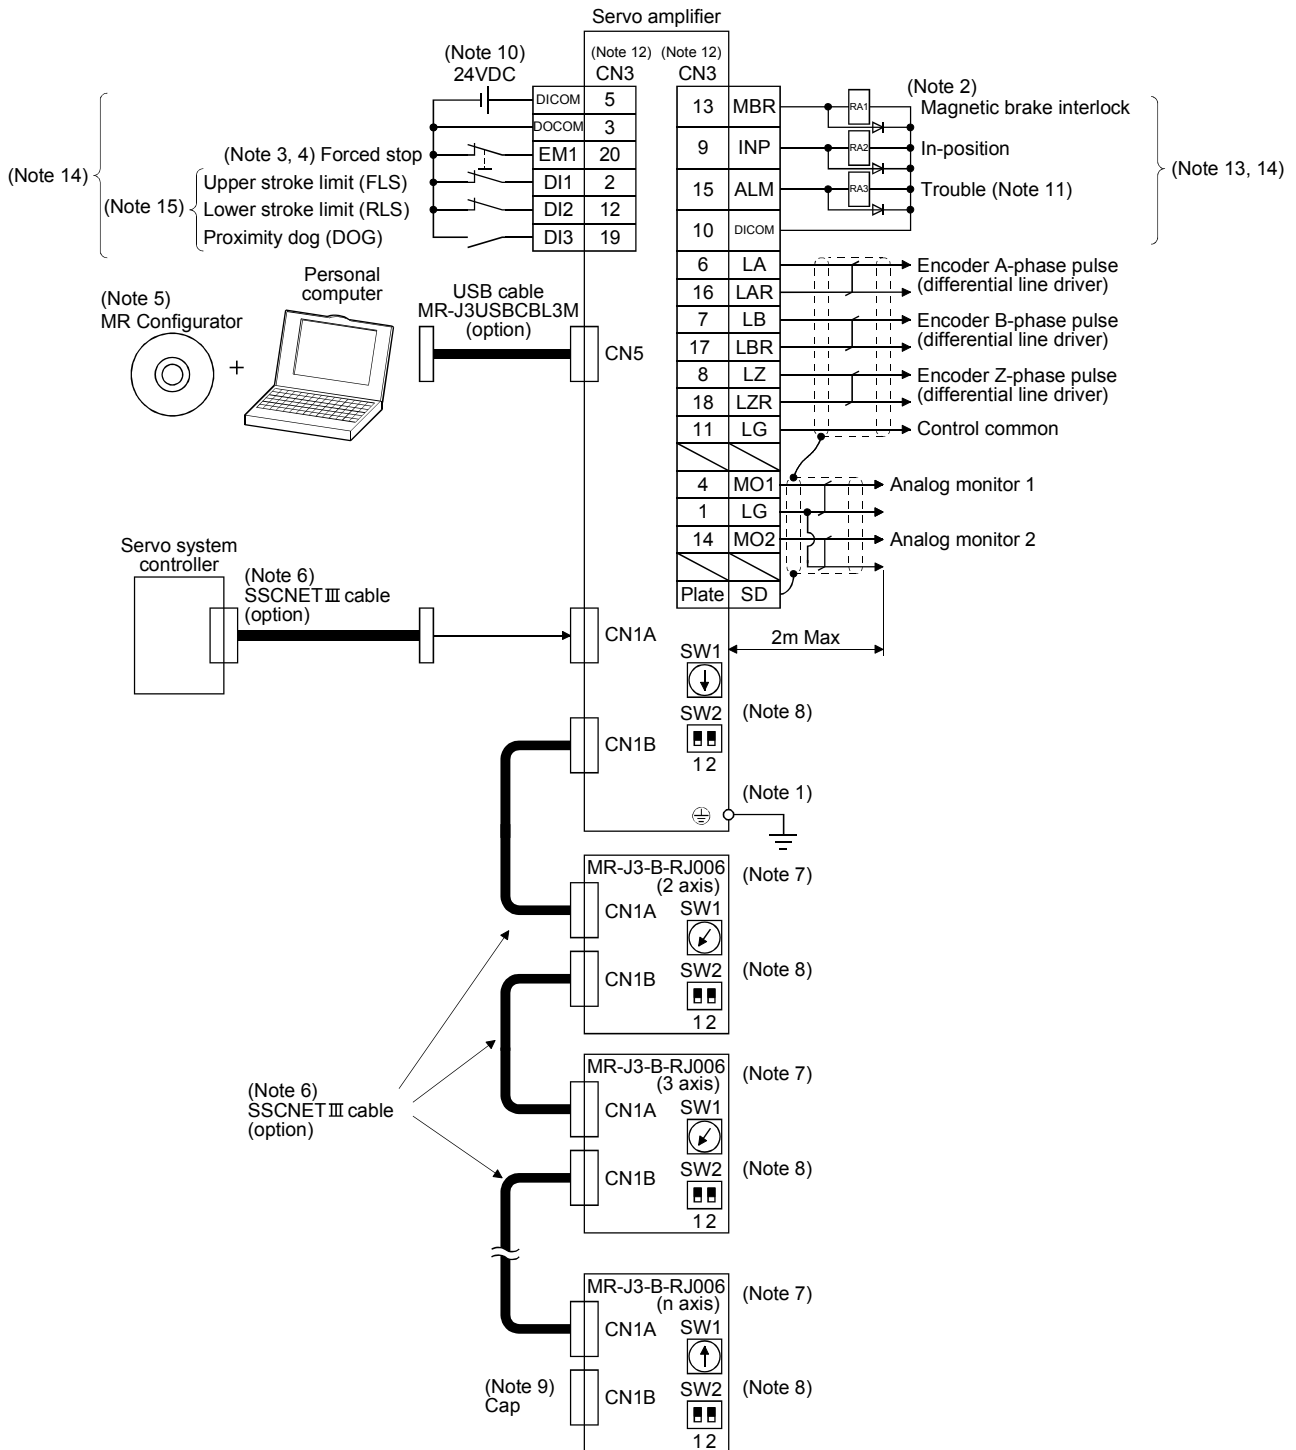 Servo amplifier
(Note 10)
24VDC
(Note 12)
CN3
(Note 12)
CN3
DICOM 5
DOCOM 3
(Note 3, 4) Forced stop EM1 20
Upper stroke limit (FLS) DI1 2
Lower stroke limit (RLS) DI2 12
Proximity dog (DOG) DI3 19
(Note 14)
(Note 15)
13 MBR RA1
(Note 2)
Magnetic brake interlock
9 INP RA2 In-position
15 ALM RA3 Trouble (Note 11)
10 DICOM
(Note 13, 14)
6 LA Encoder A-phase pulse
16 LAR (differential line driver)
7 LB Encoder B-phase pulse
17 LBR (differential line driver)
8 LZ Encoder Z-phase pulse
18 LZR (differential line driver)
11 LG Control common
4 MO1 Analog monitor 1
1 LG
14 MO2 Analog monitor 2
Plate SD
2m Max
(Note 5)
MR Configurator
+
Personal
computer
USB cable
MR-J3USBCBL3M
(option)
CN5
Servo system
controller
(Note 6)
SSCNETⅢ cable
(option)
CN1A
SW1
SW2
(Note 8)
1 2
CN1B
(Note 1)
MR-J3-B-RJ006
(2 axis)
(Note 7)
CN1A
SW1
CN1B
SW2
(Note 8)
1 2
(Note 6)
SSCNETⅢ cable
(option)
MR-J3-B-RJ006
(3 axis)
(Note 7)
CN1A
SW1
CN1B
SW2
(Note 8)
1 2
MR-J3-B-RJ006
(n axis)
(Note 7)
CN1A
SW1
(Note 9)
Cap
CN1B
SW2
(Note 8)
1 2